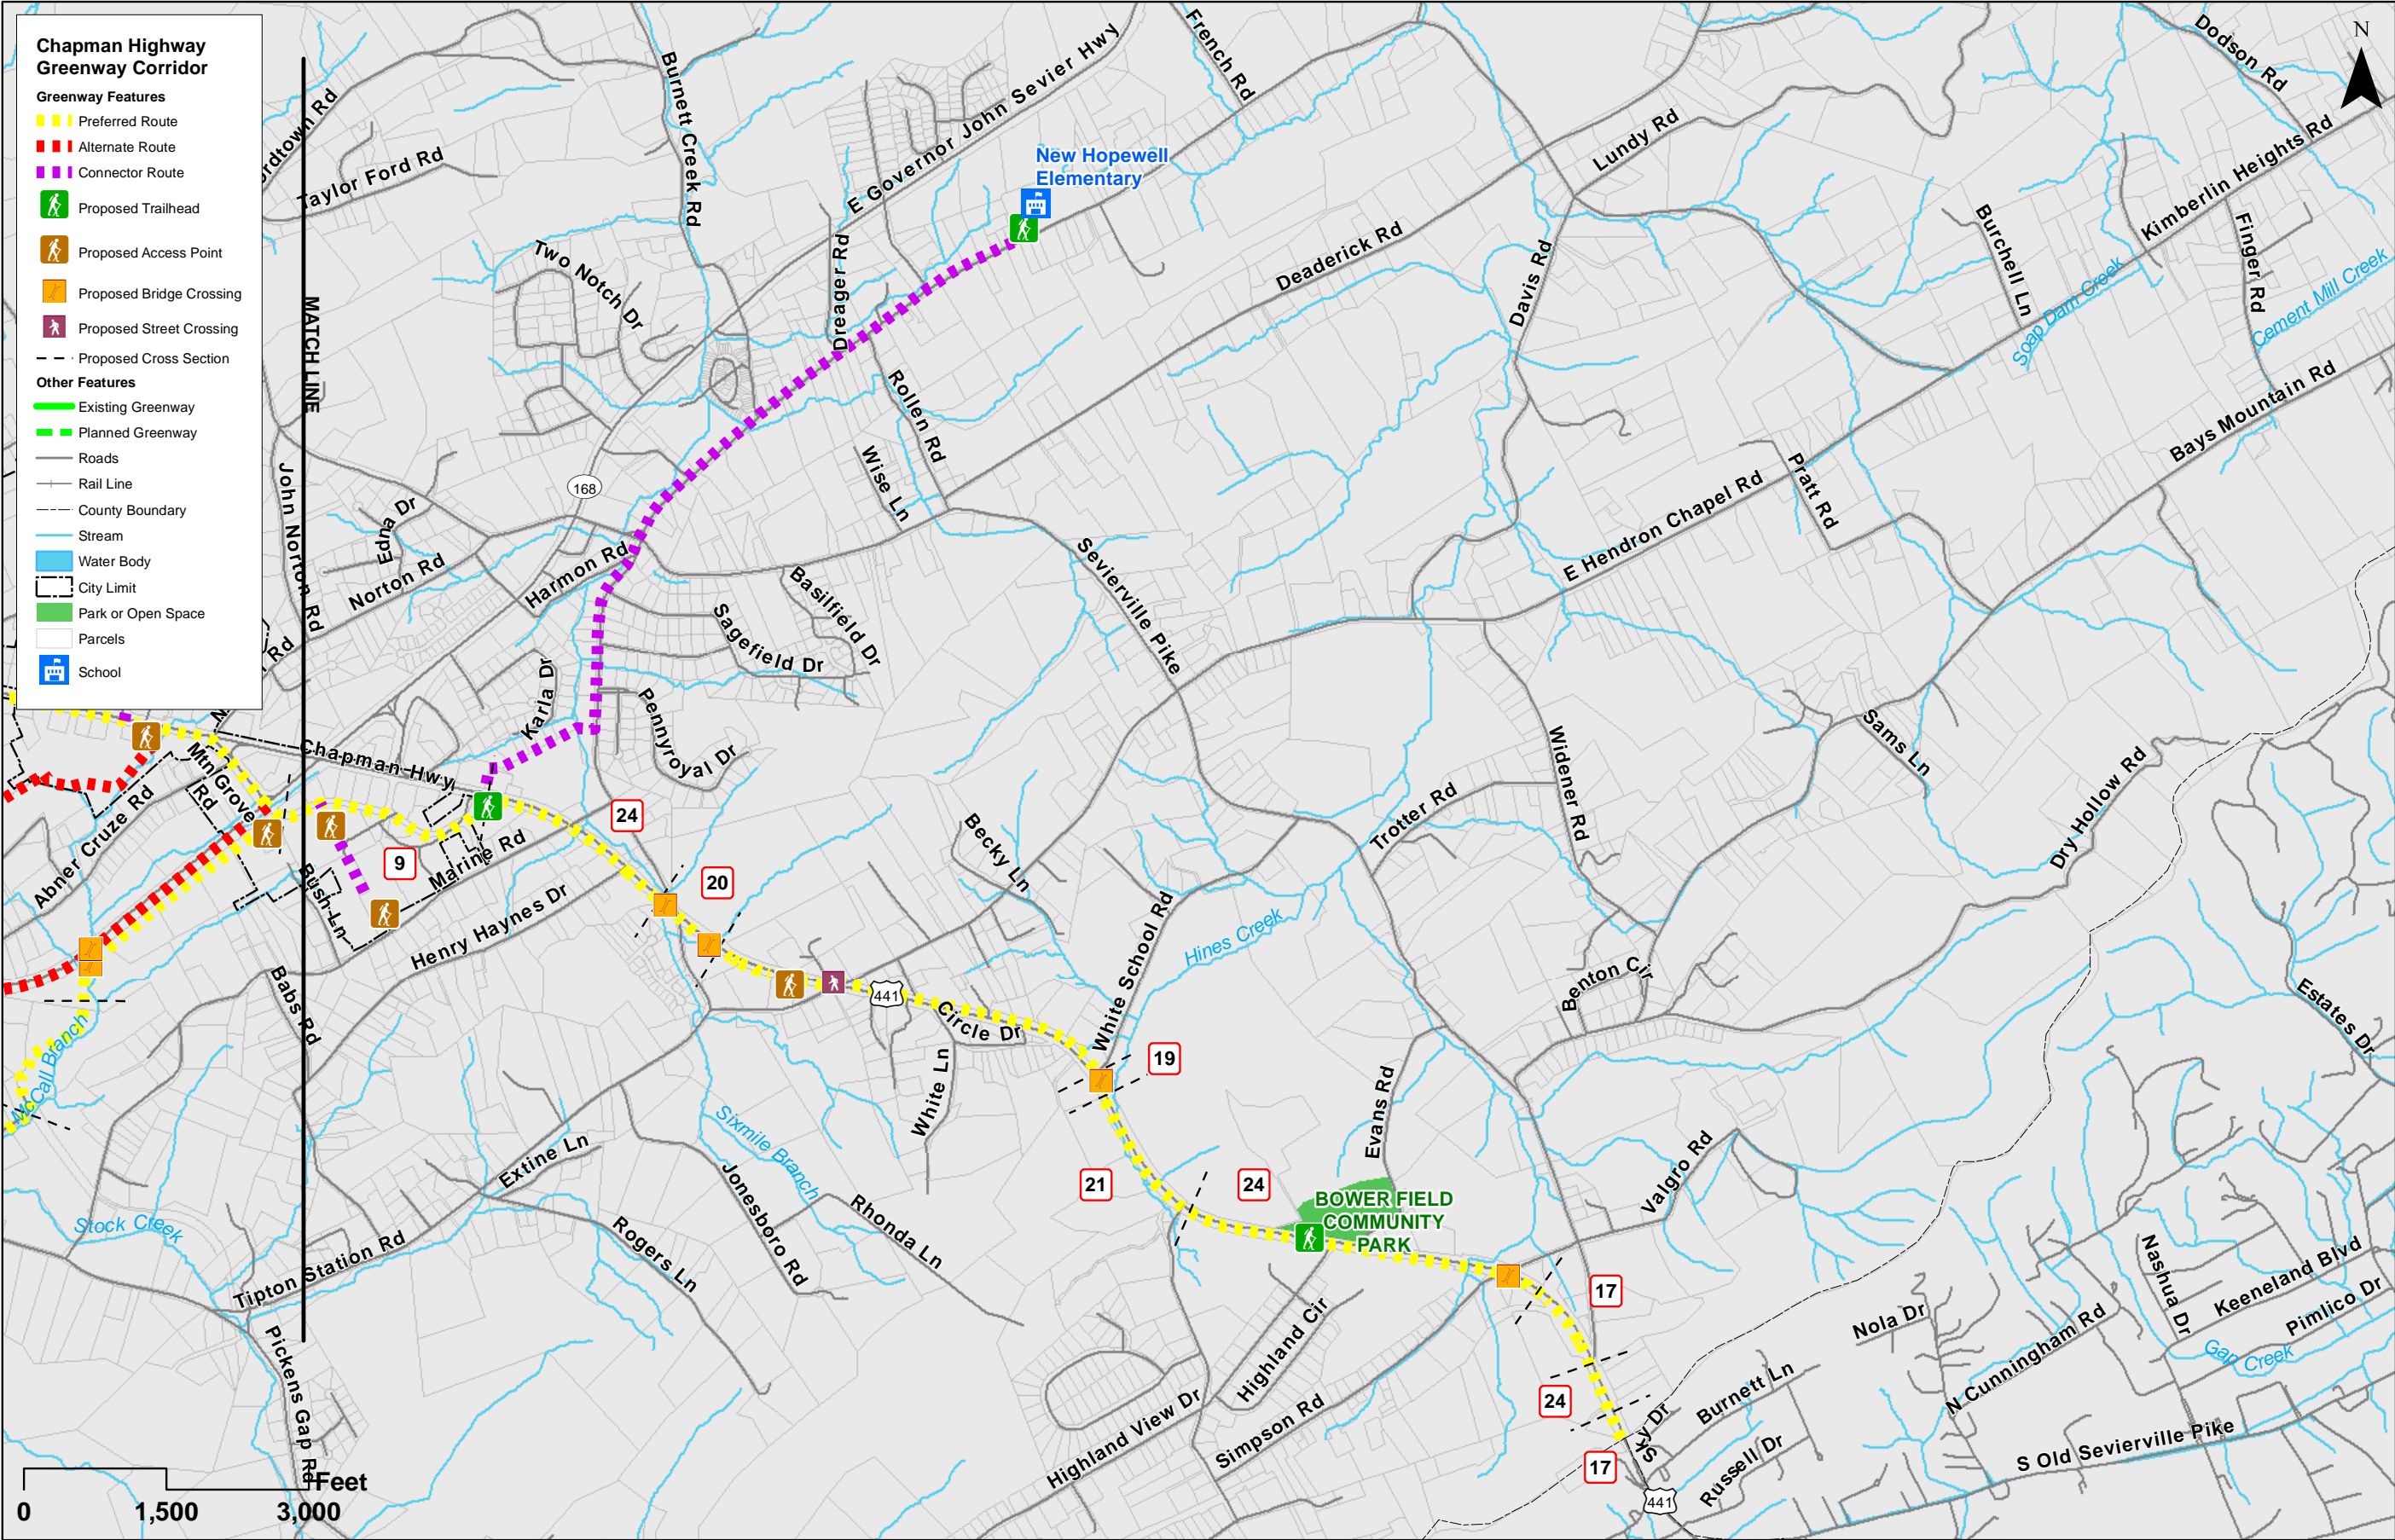 Chapman Highway
Greenway Corridor
Greenway Features
Preferred Route
Alternate Route
Connector Route
Proposed Trailhead
Proposed Access Point
Proposed Bridge Crossing
Proposed Street Crossing
Proposed Cross Section
Other Features
Existing Greenway
Planned Greenway
Roads
Rail Line
County Boundary
Stream
Water Body
City Limit
Park or Open Space
Parcels
School
N
MATCH LINE
Taylor Ford Rd
Burnett Creek Rd
E Governor John Sevier Hwy
French Rd
New Hopewell
Elementary
Lundy Rd
Dodson Rd
Kimberlin Heights Rd
Burchell Ln
Finger Rd
Soap Dam Creek
Cement Mill Creek
Two Notch Dr
Dreager Rd
Deaderick Rd
Davis Rd
Rollen Rd
Wise Ln
168
Bays Mountain Rd
Pratt Rd
E Hendron Chapel Rd
John Norton Rd
Edna Dr
Norton Rd
Harmon Rd
Sevierville Pike
Basilfield Dr
Sagefield Dr
Karla Dr
Pennyroyal Dr
Chapman Hwy
Mtn Grove
Rd
Abner Cruze Rd
Bush Ln
Marine Rd
Henry Haynes Dr
24
9
20
Becky Ln
Trotter Rd
Widener Rd
Sams Ln
Dry Hollow Rd
White School Rd
Hines Creek
Benton Cir
Estates Dr
441
Circle Dr
White Ln
Babs Rd
McCall Branch
19
Evans Rd
Sixmile Branch
Extine Ln
21
24
BOWER FIELD
COMMUNITY
PARK
Valgro Rd
Stock Creek
Tipton Station Rd
Rogers Ln
Jonesboro Rd
Rhonda Ln
17
Highland Cir
Nola Dr
Nashua Dr
Keeneland Blvd
Pimlico Dr
Gap Creek
N Cunningham Rd
Pickens Gap Rd
Highland View Dr
Simpson Rd
24
Burnett Ln
Sky Dr
Russell Dr
S Old Sevierville Pike
17
441
Feet
0
1,500
3,000